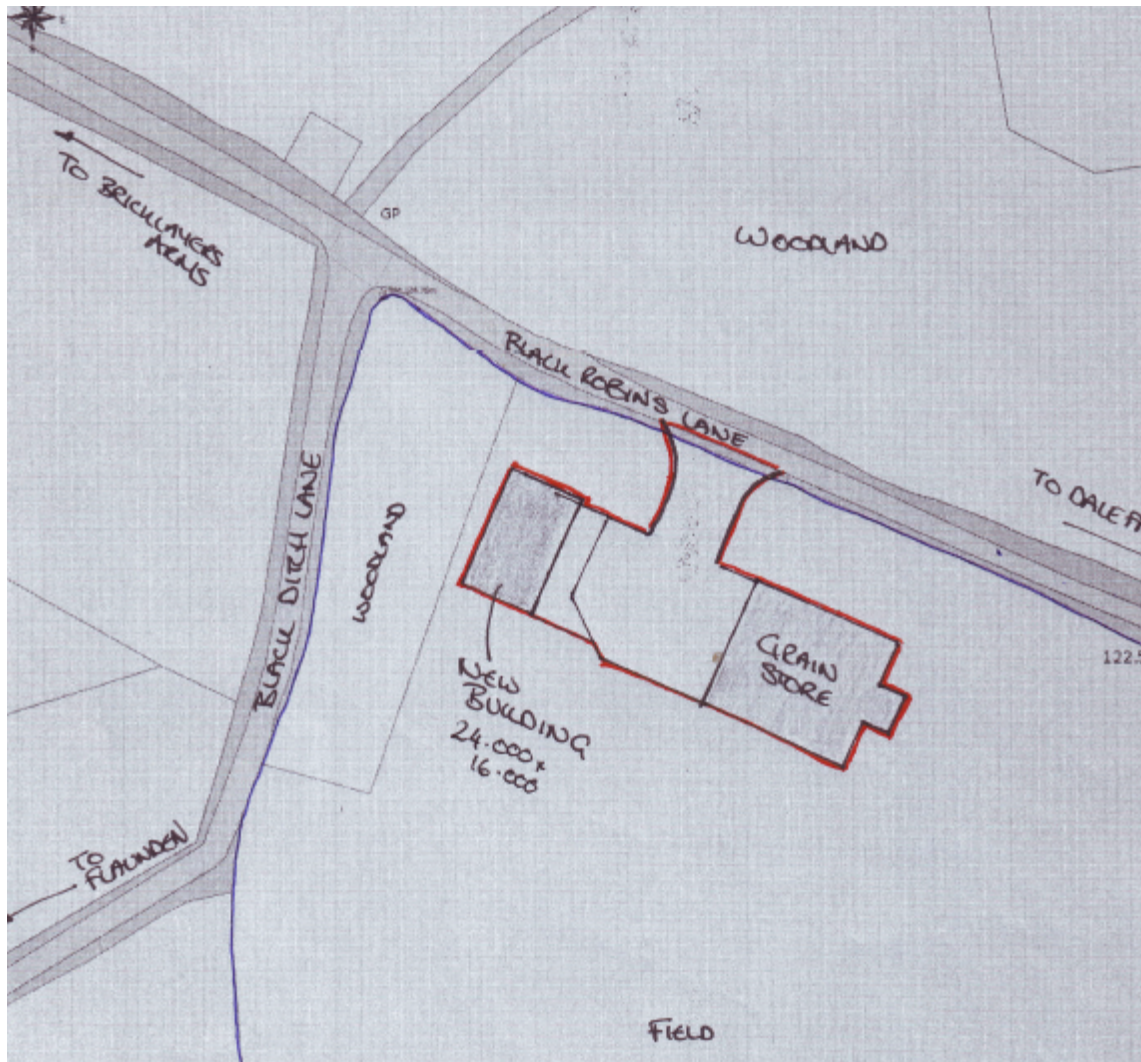 TO BRICKLAYERS
ARMS
GP
WOODLAND
BLACK ROBINS LANE
TO DALE
BLACK DITCH LANE
WOODLAND
NEW
BUILDING
24.000 x
16.000
GRAIN
STORE
122.5
TO
FLAUNDEN
FIELD